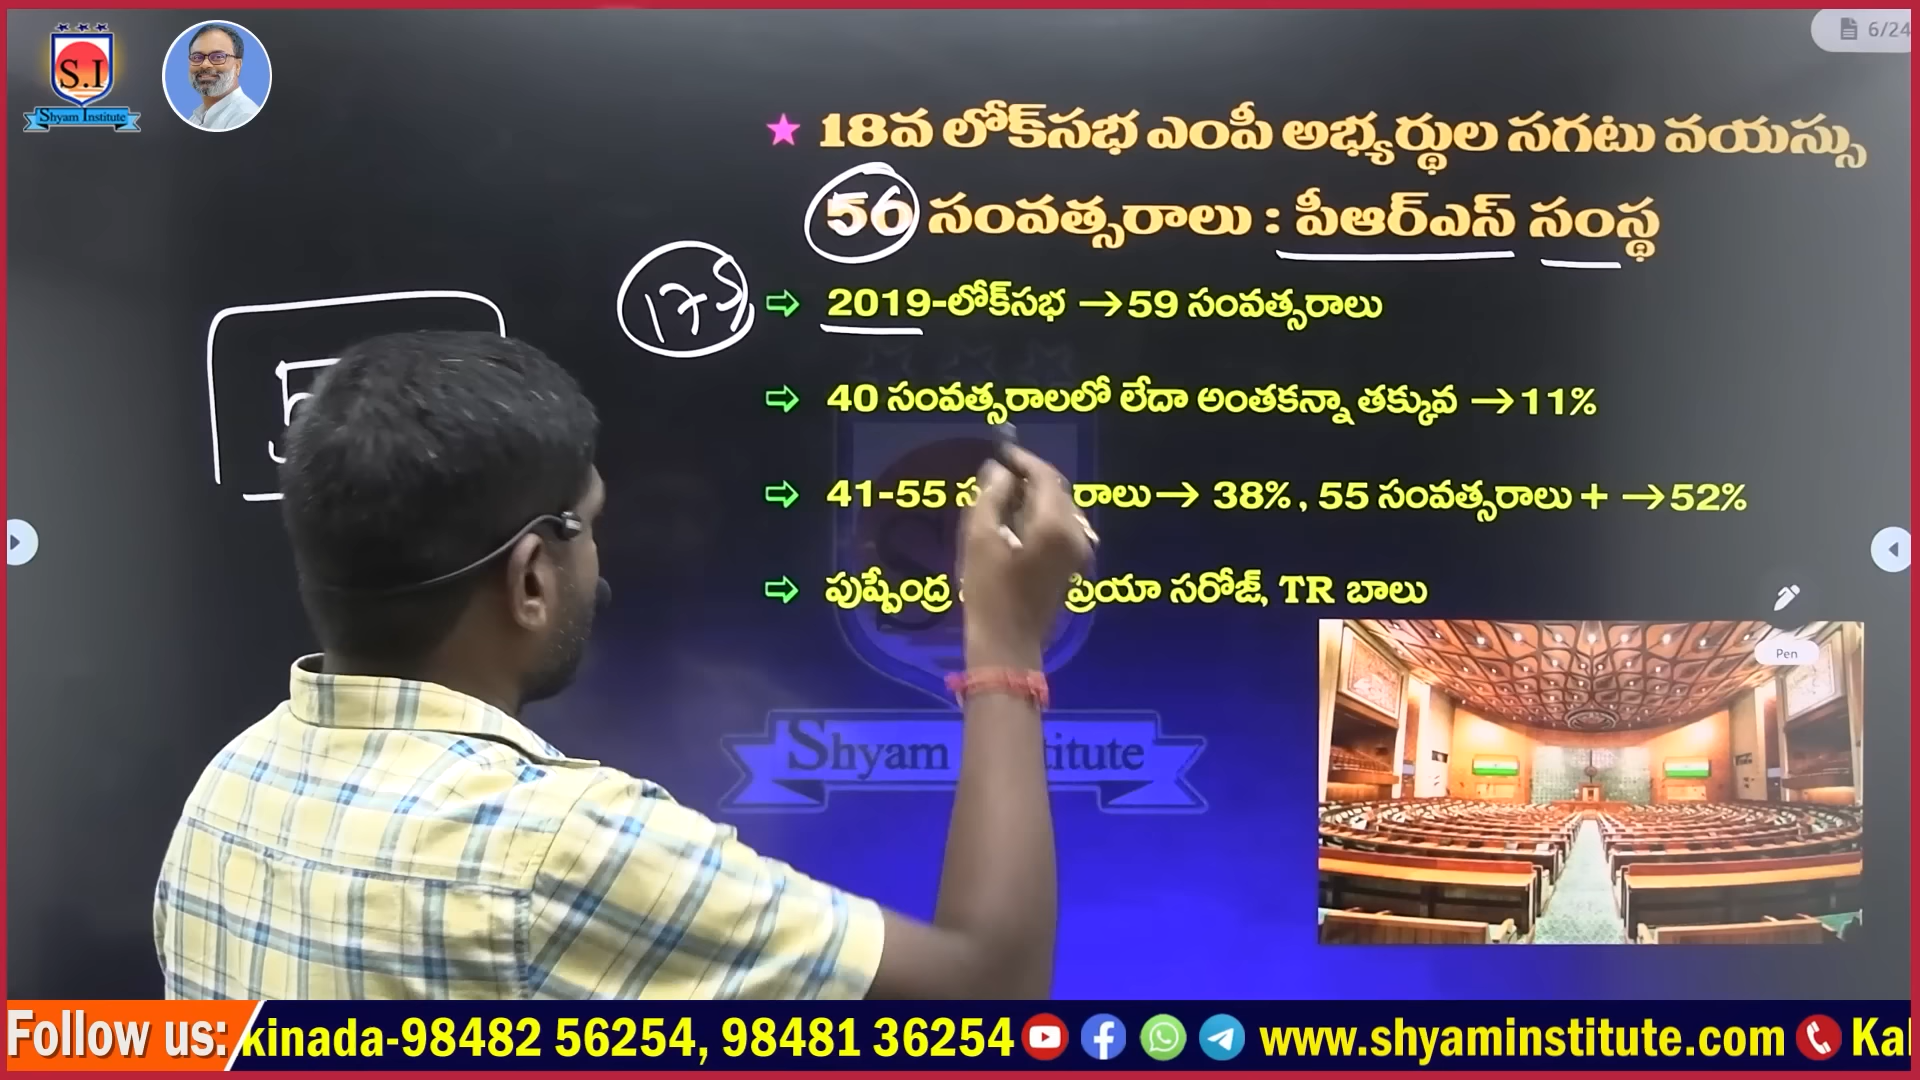 6/24
S.I
Shyam Institute
★ 18వ లోక్‌సభ ఎంపీ అభ్యర్థుల సగటు వయస్సు
56 సంవత్సరాలు : పీఆర్ఎస్ సంస్థ
175
⇨ 2019-లోక్‌సభ → 59 సంవత్సరాలు
5
⇨ 40 సంవత్సరాలలో లేదా అంతకన్నా తక్కువ → 11%
⇨ 41-55 రాలు → 38% , 55 సంవత్సరాలు + → 52%
⇨ పుష్పేంద్ర ప్రియా సరోజ్, TR బాలు
Pen
Shyam
Follow us: kinada-98482 56254, 98481 36254 www.shyaminstitute.com